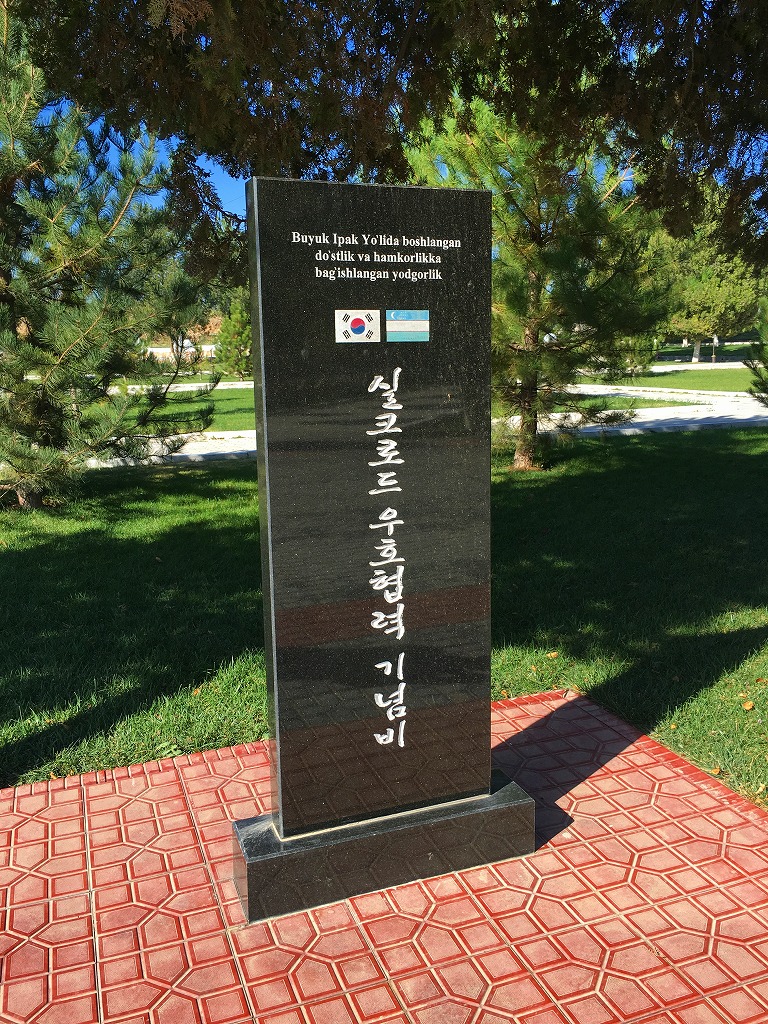 Buyuk Ipak Yo'lida boshlangan
do'stlik va hamkorlikka
bag'ishlangan yodgorlik
실크로드 우호협력 기념비